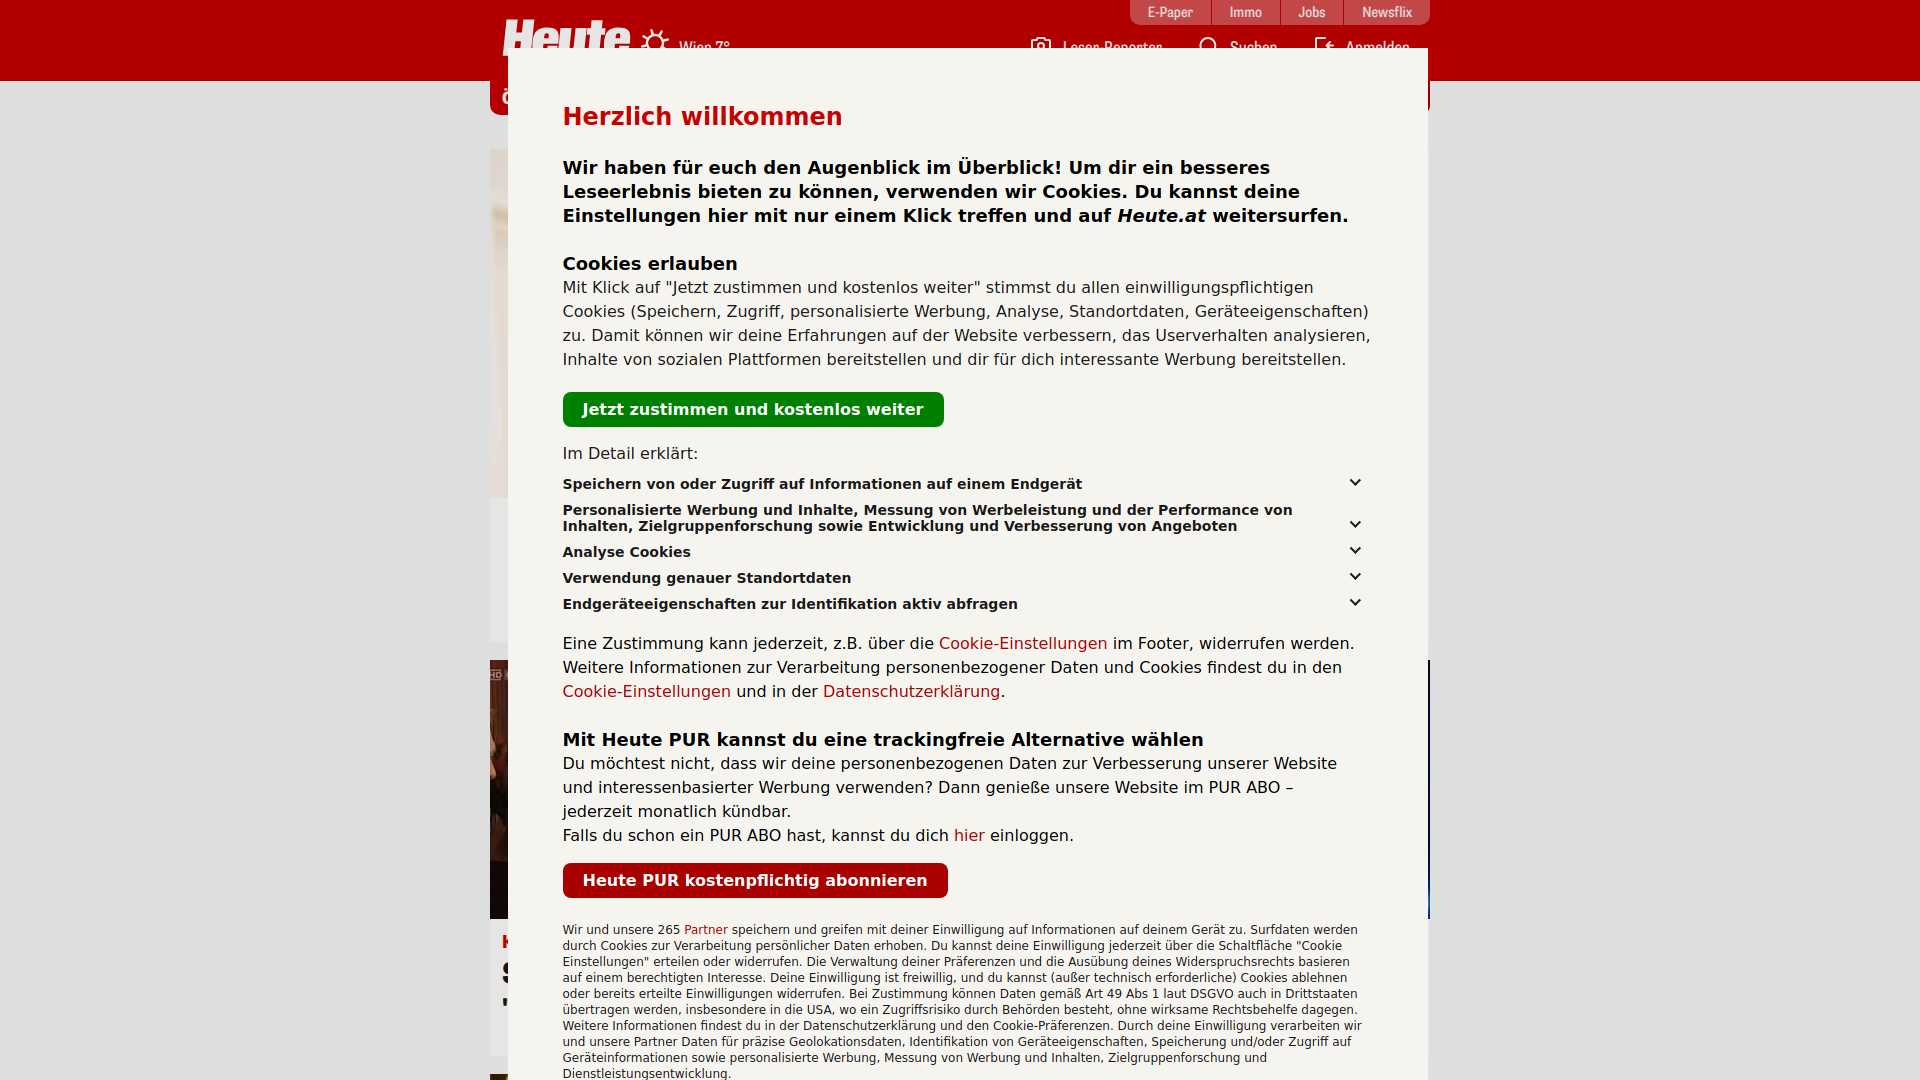 E-Paper Immo Jobs Newsflix
Heute Wien 7° Leser-Reporter Suchen Anmelden
Herzlich willkommen
Wir haben für euch den Augenblick im Überblick! Um dir ein besseres
Leseerlebnis bieten zu können, verwenden wir Cookies. Du kannst deine
Einstellungen hier mit nur einem Klick treffen und auf Heute.at weitersurfen.
Cookies erlauben
Mit Klick auf "Jetzt zustimmen und kostenlos weiter" stimmst du allen einwilligungspflichtigen
Cookies (Speichern, Zugriff, personalisierte Werbung, Analyse, Standortdaten, Geräteeigenschaften)
zu. Damit können wir deine Erfahrungen auf der Website verbessern, das Userverhalten analysieren,
Inhalte von sozialen Plattformen bereitstellen und dir für dich interessante Werbung bereitstellen.
Jetzt zustimmen und kostenlos weiter
Im Detail erklärt:
Speichern von oder Zugriff auf Informationen auf einem Endgerät
Personalisierte Werbung und Inhalte, Messung von Werbeleistung und der Performance von
Inhalten, Zielgruppenforschung sowie Entwicklung und Verbesserung von Angeboten
Analyse Cookies
Verwendung genauer Standortdaten
Endgeräteeigenschaften zur Identifikation aktiv abfragen
Eine Zustimmung kann jederzeit, z.B. über die Cookie-Einstellungen im Footer, widerrufen werden.
Weitere Informationen zur Verarbeitung personenbezogener Daten und Cookies findest du in den
Cookie-Einstellungen und in der Datenschutzerklärung.
Mit Heute PUR kannst du eine trackingfreie Alternative wählen
Du möchtest nicht, dass wir deine personenbezogenen Daten zur Verbesserung unserer Website
und interessenbasierter Werbung verwenden? Dann genieße unsere Website im PUR ABO –
jederzeit monatlich kündbar.
Falls du schon ein PUR ABO hast, kannst du dich hier einloggen.
Heute PUR kostenpflichtig abonnieren
Wir und unsere 265 Partner speichern und greifen mit deiner Einwilligung auf Informationen auf deinem Gerät zu. Surfdaten werden
durch Cookies zur Verarbeitung persönlicher Daten erhoben. Du kannst deine Einwilligung jederzeit über die Schaltfläche "Cookie
Einstellungen" erteilen oder widerrufen. Die Verwaltung deiner Präferenzen und die Ausübung deines Widerspruchsrechts basieren
auf einem berechtigten Interesse. Deine Einwilligung ist freiwillig, und du kannst (außer technisch erforderliche) Cookies ablehnen
oder bereits erteilte Einwilligungen widerrufen. Bei Zustimmung können Daten gemäß Art 49 Abs 1 laut DSGVO auch in Drittstaaten
übertragen werden, insbesondere in die USA, wo ein Zugriffsrisiko durch Behörden besteht, ohne wirksame Rechtsbehelfe dagegen.
Weitere Informationen findest du in der Datenschutzerklärung und den Cookie-Präferenzen. Durch deine Einwilligung verarbeiten wir
und unsere Partner Daten für präzise Geolokationsdaten, Identifikation von Geräteeigenschaften, Speicherung und/oder Zugriff auf
Geräteinformationen sowie personalisierte Werbung, Messung von Werbung und Inhalten, Zielgruppenforschung und
Dienstleistungsentwicklung.